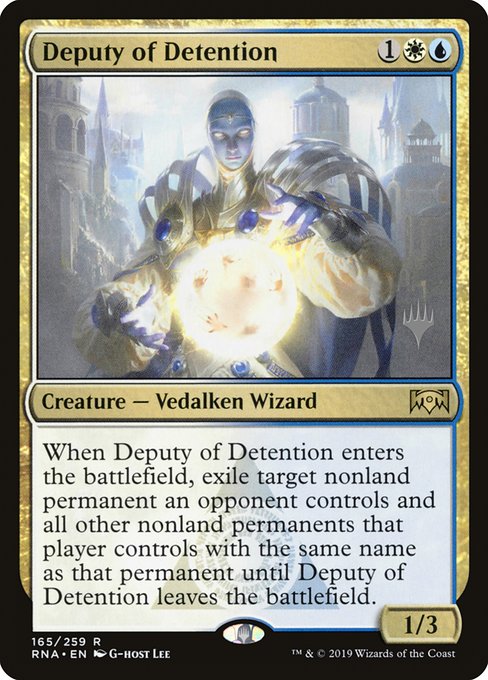 Deputy of Detention 1
Creature — Vedalken Wizard
When Deputy of Detention enters
the battlefield, exile target nonland
permanent an opponent controls and
all other nonland permanents that
player controls with the same name
as that permanent until Deputy of
Detention leaves the battlefield.
1/3
165/259 R
RNA • EN G-host Lee
™ & © 2019 Wizards of the Coast